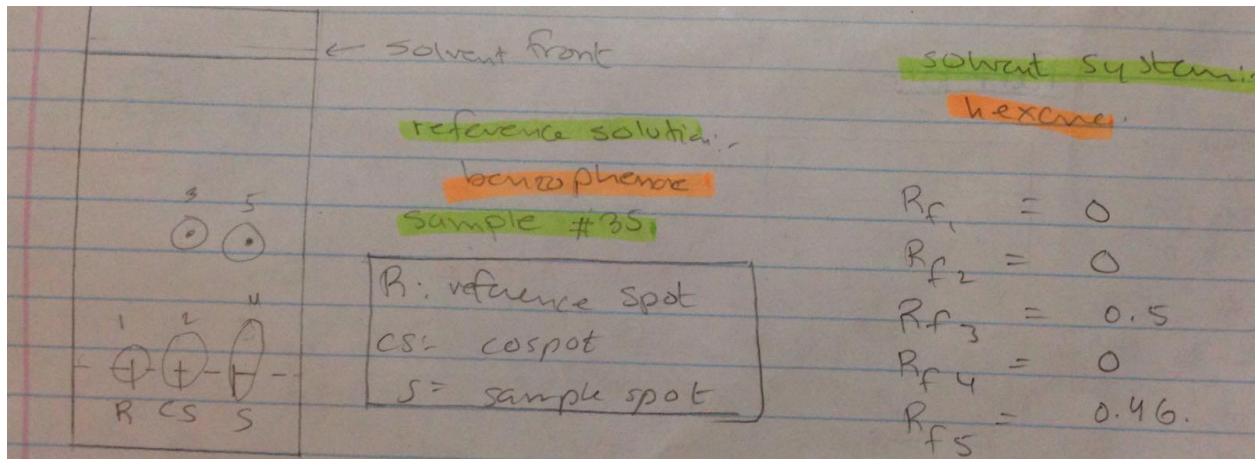 ← solvent front
3 5
1 2 4
R CS S
reference solution:
benzophenone
sample #35
R: reference spot
CS= cospot
S= sample spot
solvent system:
hexane.
Rf1 = 0
Rf2 = 0
Rf3 = 0.5
Rf4 = 0
Rf5 = 0.46.